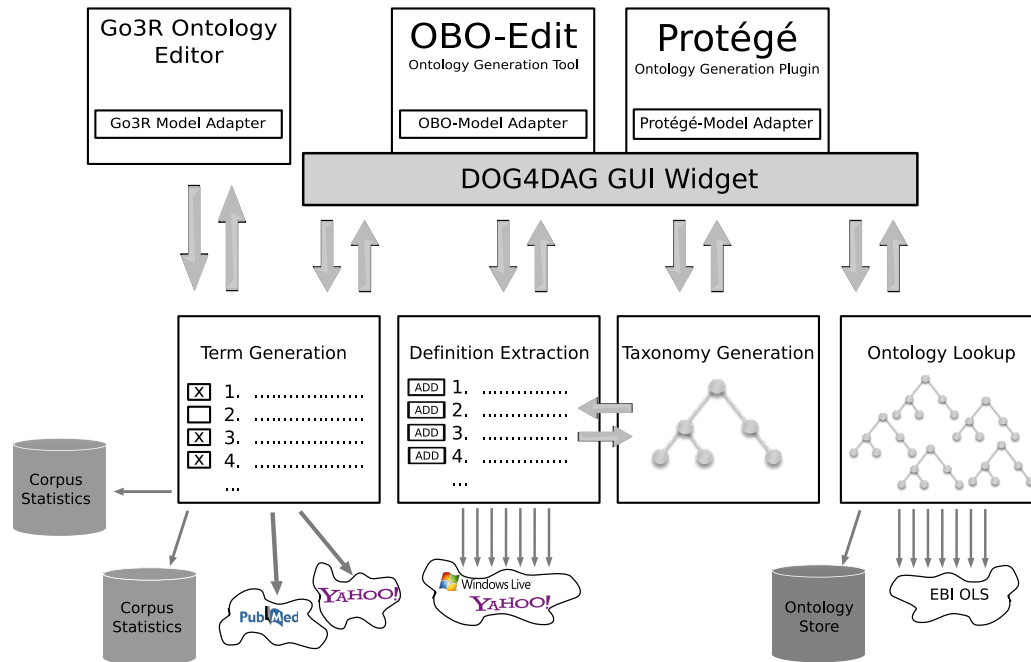 Go3R Ontology
Editor
Go3R Model Adapter
OBO-Edit
Ontology Generation Tool
OBO-Model Adapter
Protégé
Ontology Generation Plugin
Protégé-Model Adapter
DOG4DAG GUI Widget
Term Generation
X 1. ....................
2. ....................
X 3. ....................
X 4. ....................
...
Definition Extraction
ADD 1. ................
ADD 2. ................
ADD 3. ................
ADD 4. ................
...
Taxonomy Generation
Ontology Lookup
Corpus
Statistics
Corpus
Statistics
PubMed
YAHOO!
Windows Live
YAHOO!
Ontology
Store
EBI OLS